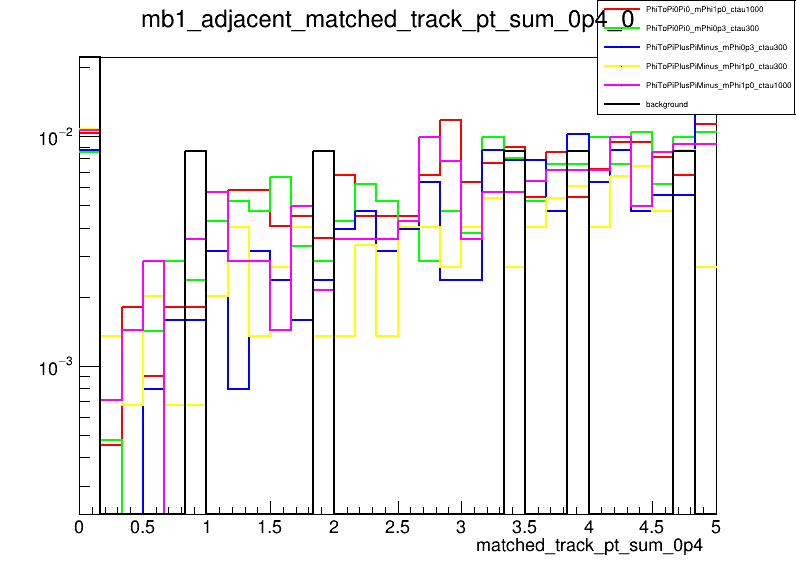 mb1_adjacent_matched_track_pt_sum_0p4_0
PhiToPi0Pi0_mPhi1p0_ctau1000
PhiToPi0Pi0_mPhi0p3_ctau300
PhiToPiPlusPiMinus_mPhi0p3_ctau300
PhiToPiPlusPiMinus_mPhi1p0_ctau300
PhiToPiPlusPiMinus_mPhi1p0_ctau1000
background
10−2
10−3
0 0.5 1 1.5 2 2.5 3 3.5 4 4.5 5
matched_track_pt_sum_0p4